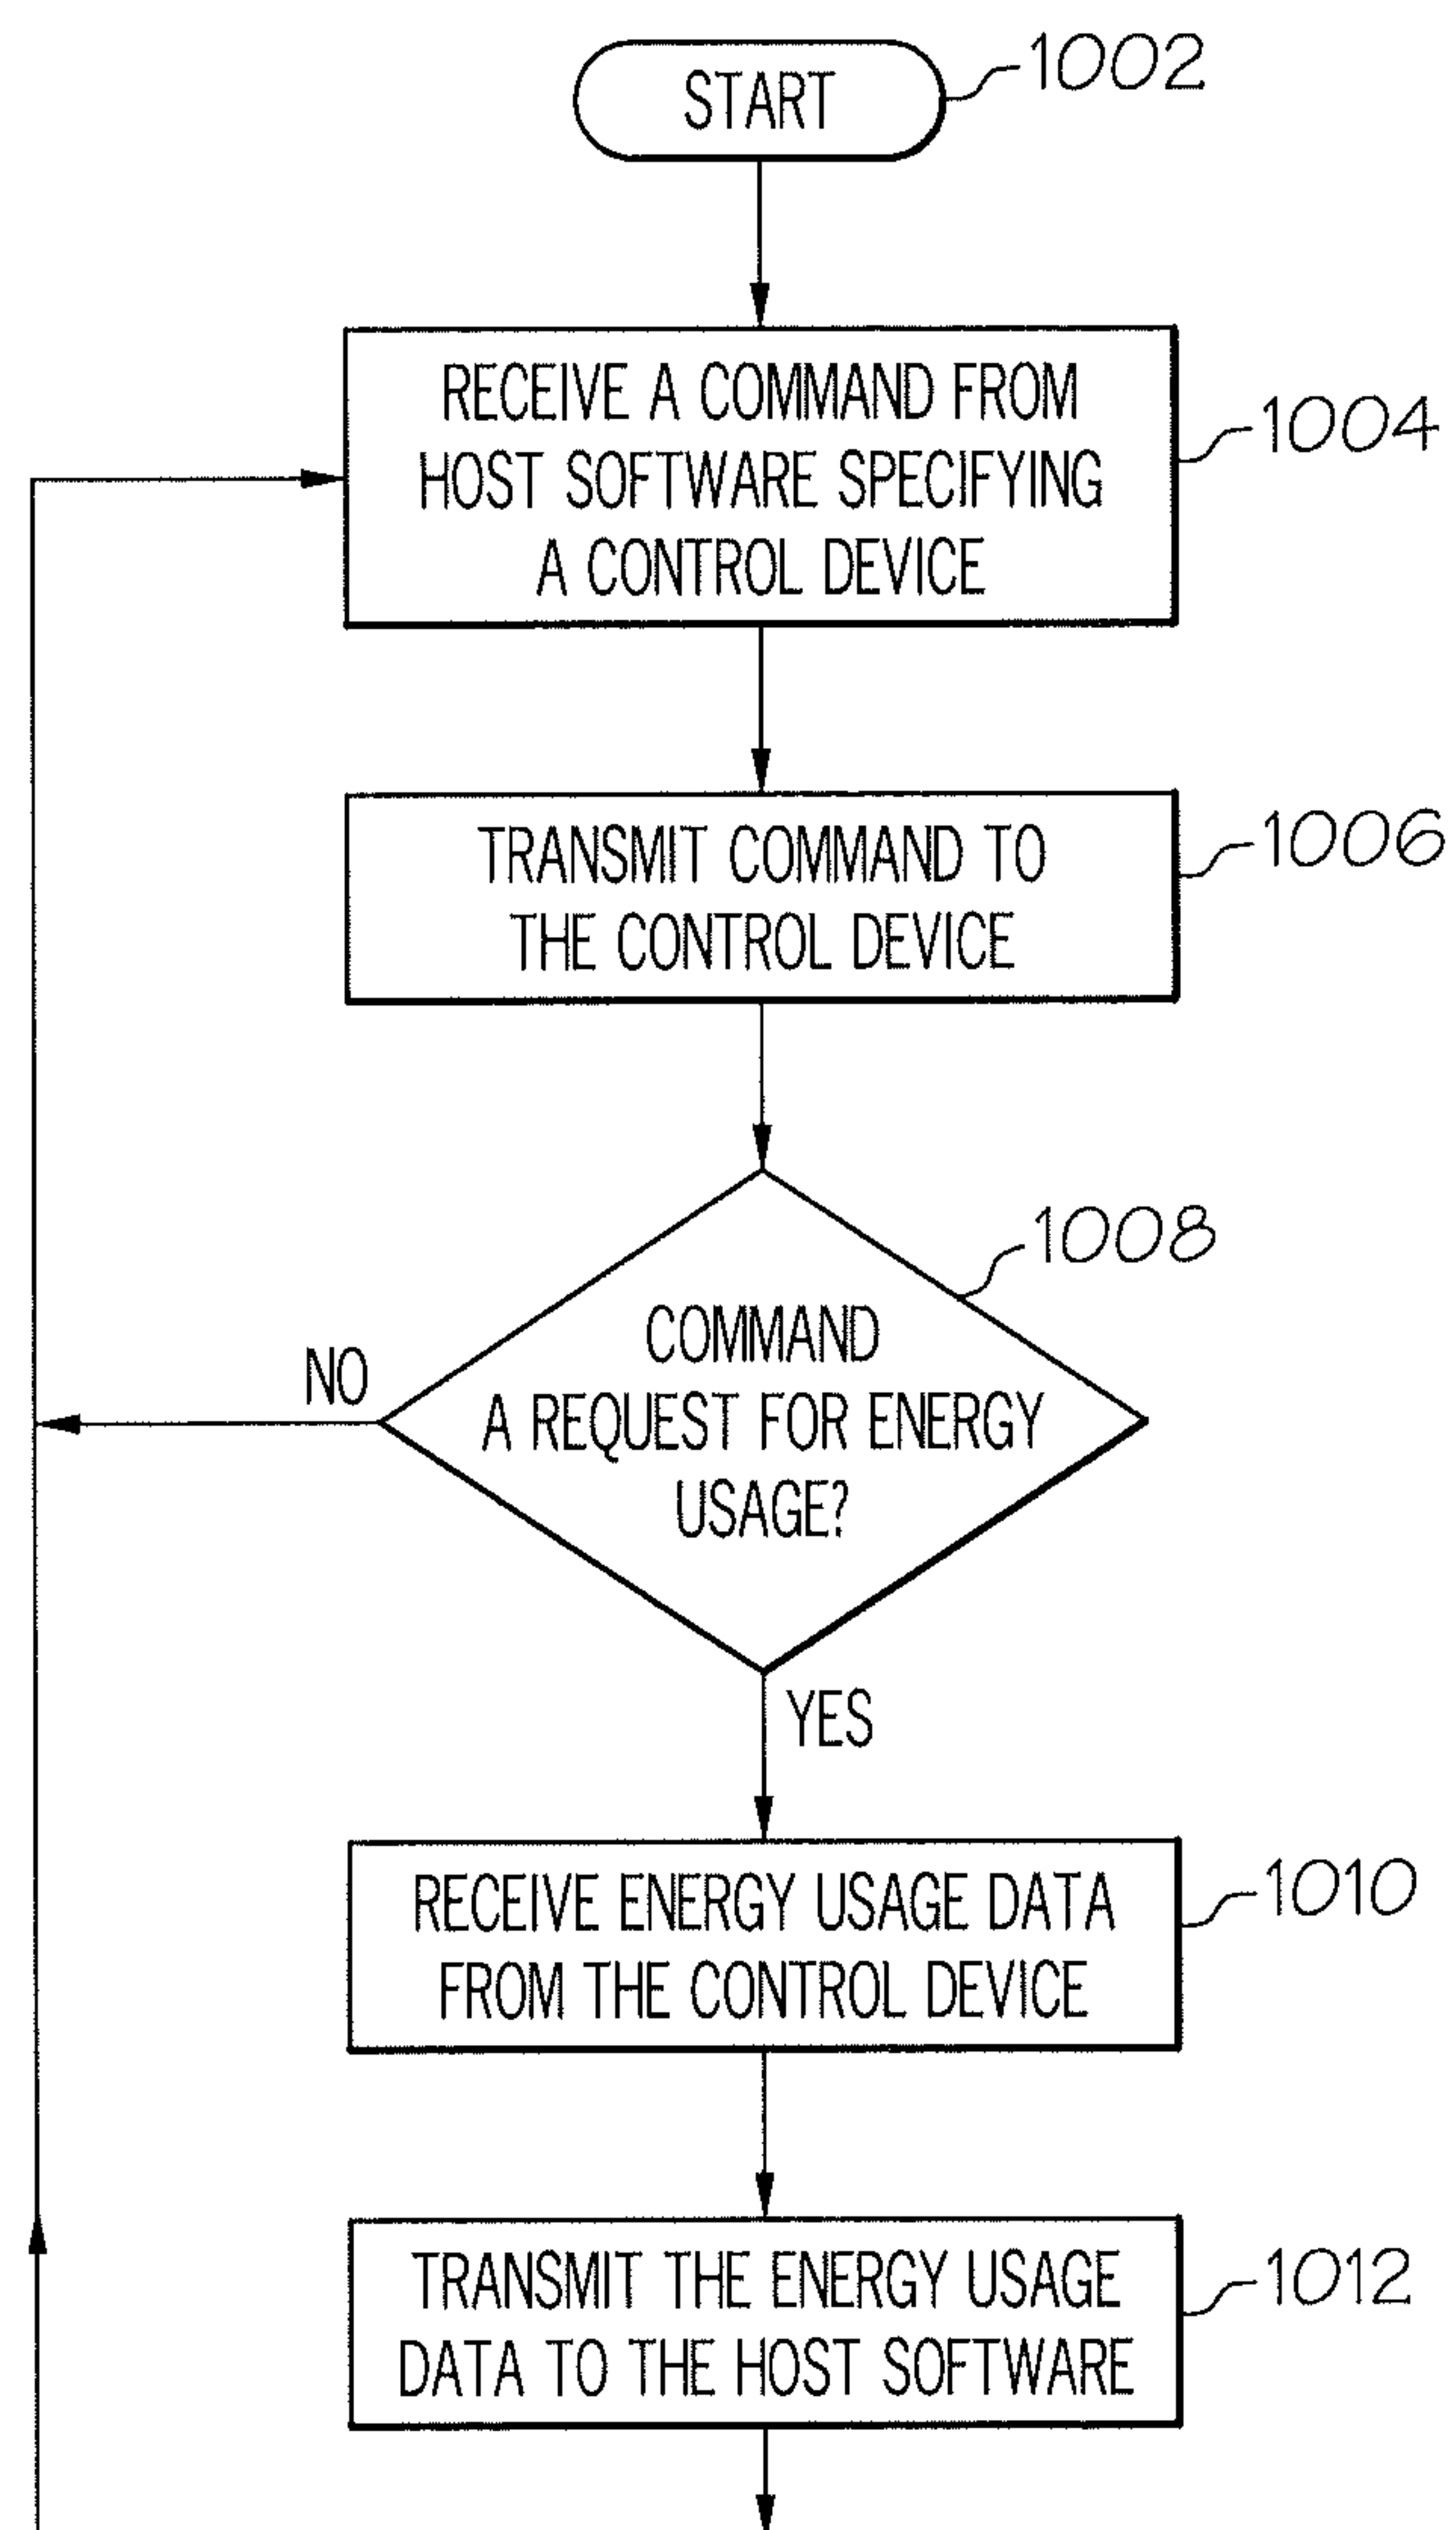 START
1002
RECEIVE A COMMAND FROM
HOST SOFTWARE SPECIFYING
A CONTROL DEVICE
1004
TRANSMIT COMMAND TO
THE CONTROL DEVICE
1006
COMMAND
A REQUEST FOR ENERGY
USAGE?
1008
NO
YES
RECEIVE ENERGY USAGE DATA
FROM THE CONTROL DEVICE
1010
TRANSMIT THE ENERGY USAGE
DATA TO THE HOST SOFTWARE
1012